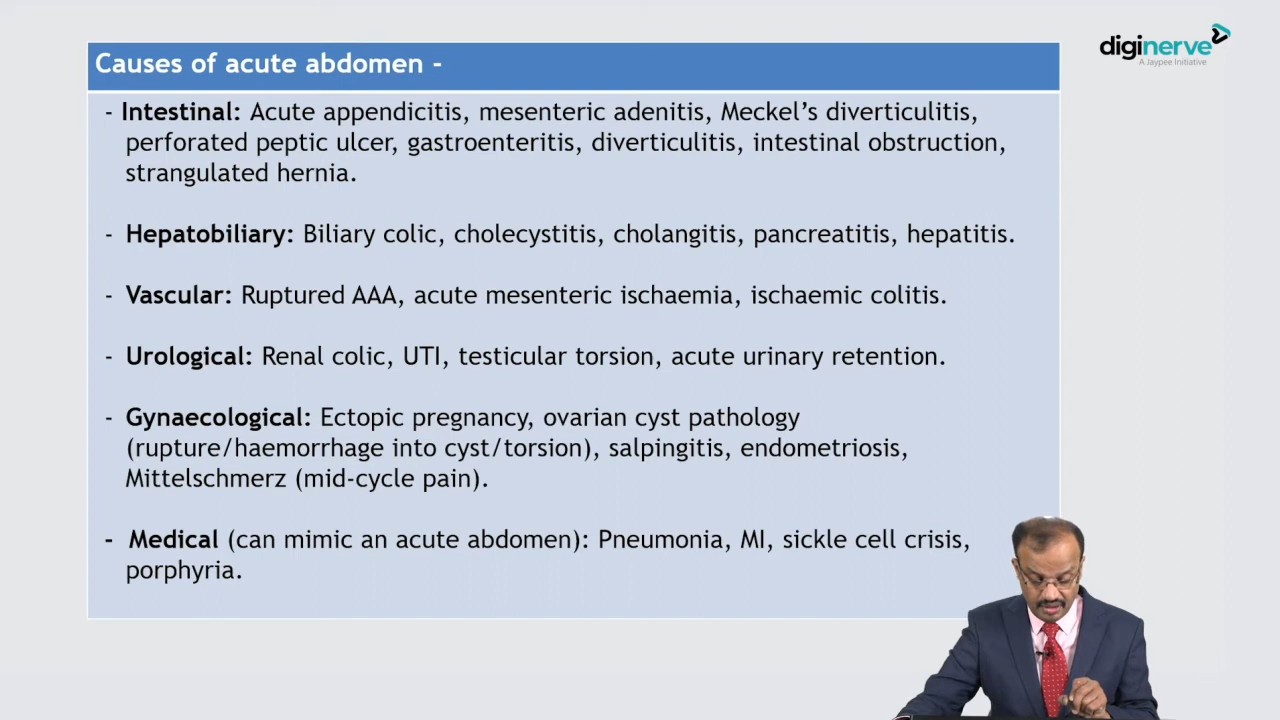 diginerve
A Jaypee Initiative
Causes of acute abdomen -
- Intestinal: Acute appendicitis, mesenteric adenitis, Meckel’s diverticulitis,
perforated peptic ulcer, gastroenteritis, diverticulitis, intestinal obstruction,
strangulated hernia.
- Hepatobiliary: Biliary colic, cholecystitis, cholangitis, pancreatitis, hepatitis.
- Vascular: Ruptured AAA, acute mesenteric ischaemia, ischaemic colitis.
- Urological: Renal colic, UTI, testicular torsion, acute urinary retention.
- Gynaecological: Ectopic pregnancy, ovarian cyst pathology
(rupture/haemorrhage into cyst/torsion), salpingitis, endometriosis,
Mittelschmerz (mid-cycle pain).
- Medical (can mimic an acute abdomen): Pneumonia, MI, sickle cell crisis,
porphyria.